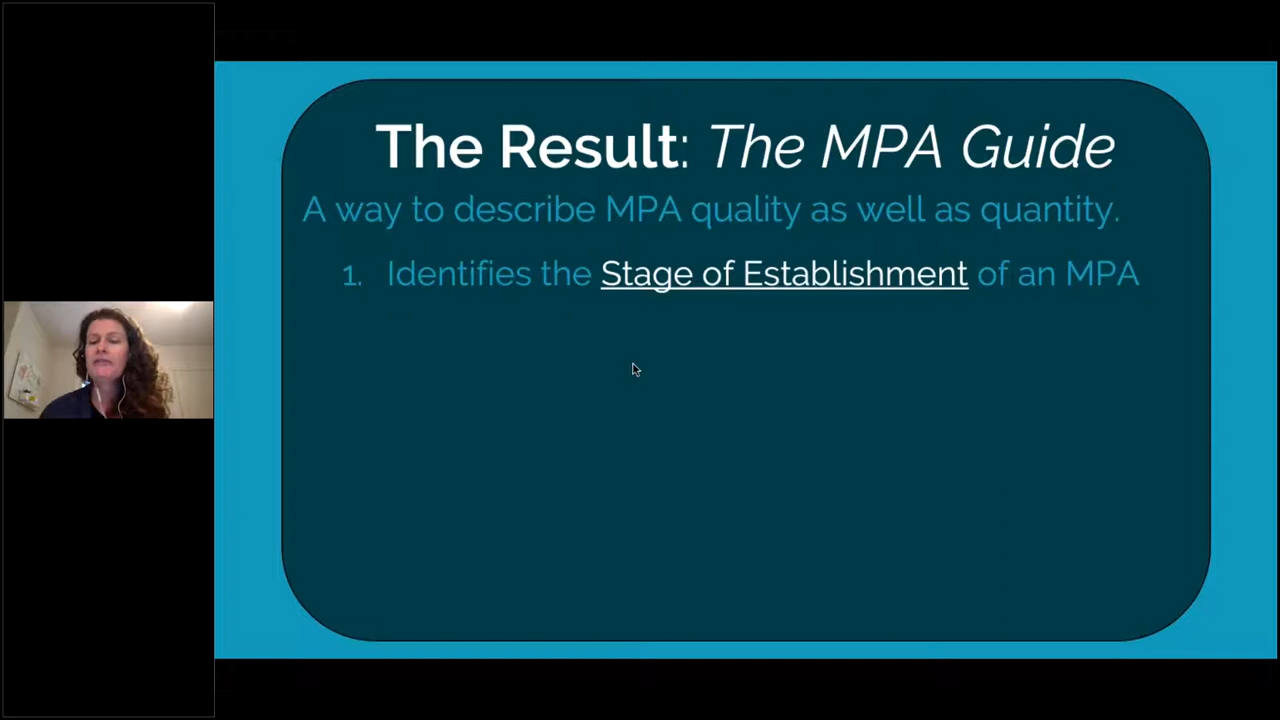 The Result: The MPA Guide
A way to describe MPA quality as well as quantity.
1. Identifies the Stage of Establishment of an MPA